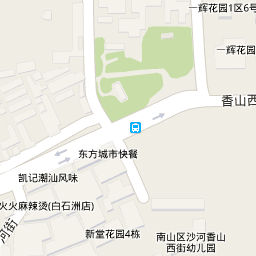 一辉花园1区6号
一辉花园
香山西
东方城市快餐
凯记潮汕风味
火火麻辣烫(白石洲店)
河街
新堂花园4栋
南山区沙河香山
西街幼儿园